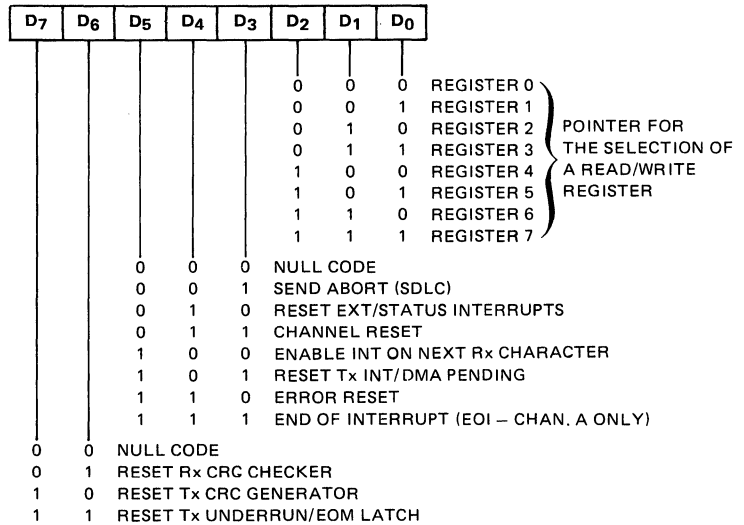 D7 D6 D5 D4 D3 D2 D1 D0
0 0 0 REGISTER 0
0 0 1 REGISTER 1
0 1 0 REGISTER 2
0 1 1 REGISTER 3
1 0 0 REGISTER 4
1 0 1 REGISTER 5
1 1 0 REGISTER 6
1 1 1 REGISTER 7
POINTER FOR
THE SELECTION OF
A READ/WRITE
REGISTER
0 0 0 NULL CODE
0 0 1 SEND ABORT (SDLC)
0 1 0 RESET EXT/STATUS INTERRUPTS
0 1 1 CHANNEL RESET
1 0 0 ENABLE INT ON NEXT Rx CHARACTER
1 0 1 RESET Tx INT/DMA PENDING
1 1 0 ERROR RESET
1 1 1 END OF INTERRUPT (EOI – CHAN. A ONLY)
0 0 NULL CODE
0 1 RESET Rx CRC CHECKER
1 0 RESET Tx CRC GENERATOR
1 1 RESET Tx UNDERRUN/EOM LATCH